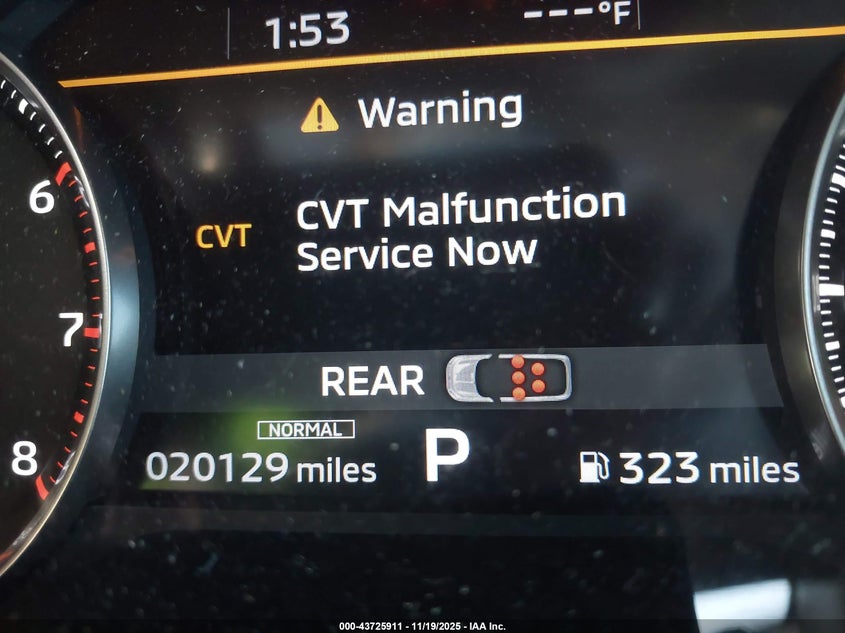 1:53
---°F
Warning
6
CVT
CVT Malfunction
Service Now
7
REAR
NORMAL
8
020129 miles
P
323 miles
000-43725911 - 11/19/2025 - IAA Inc.